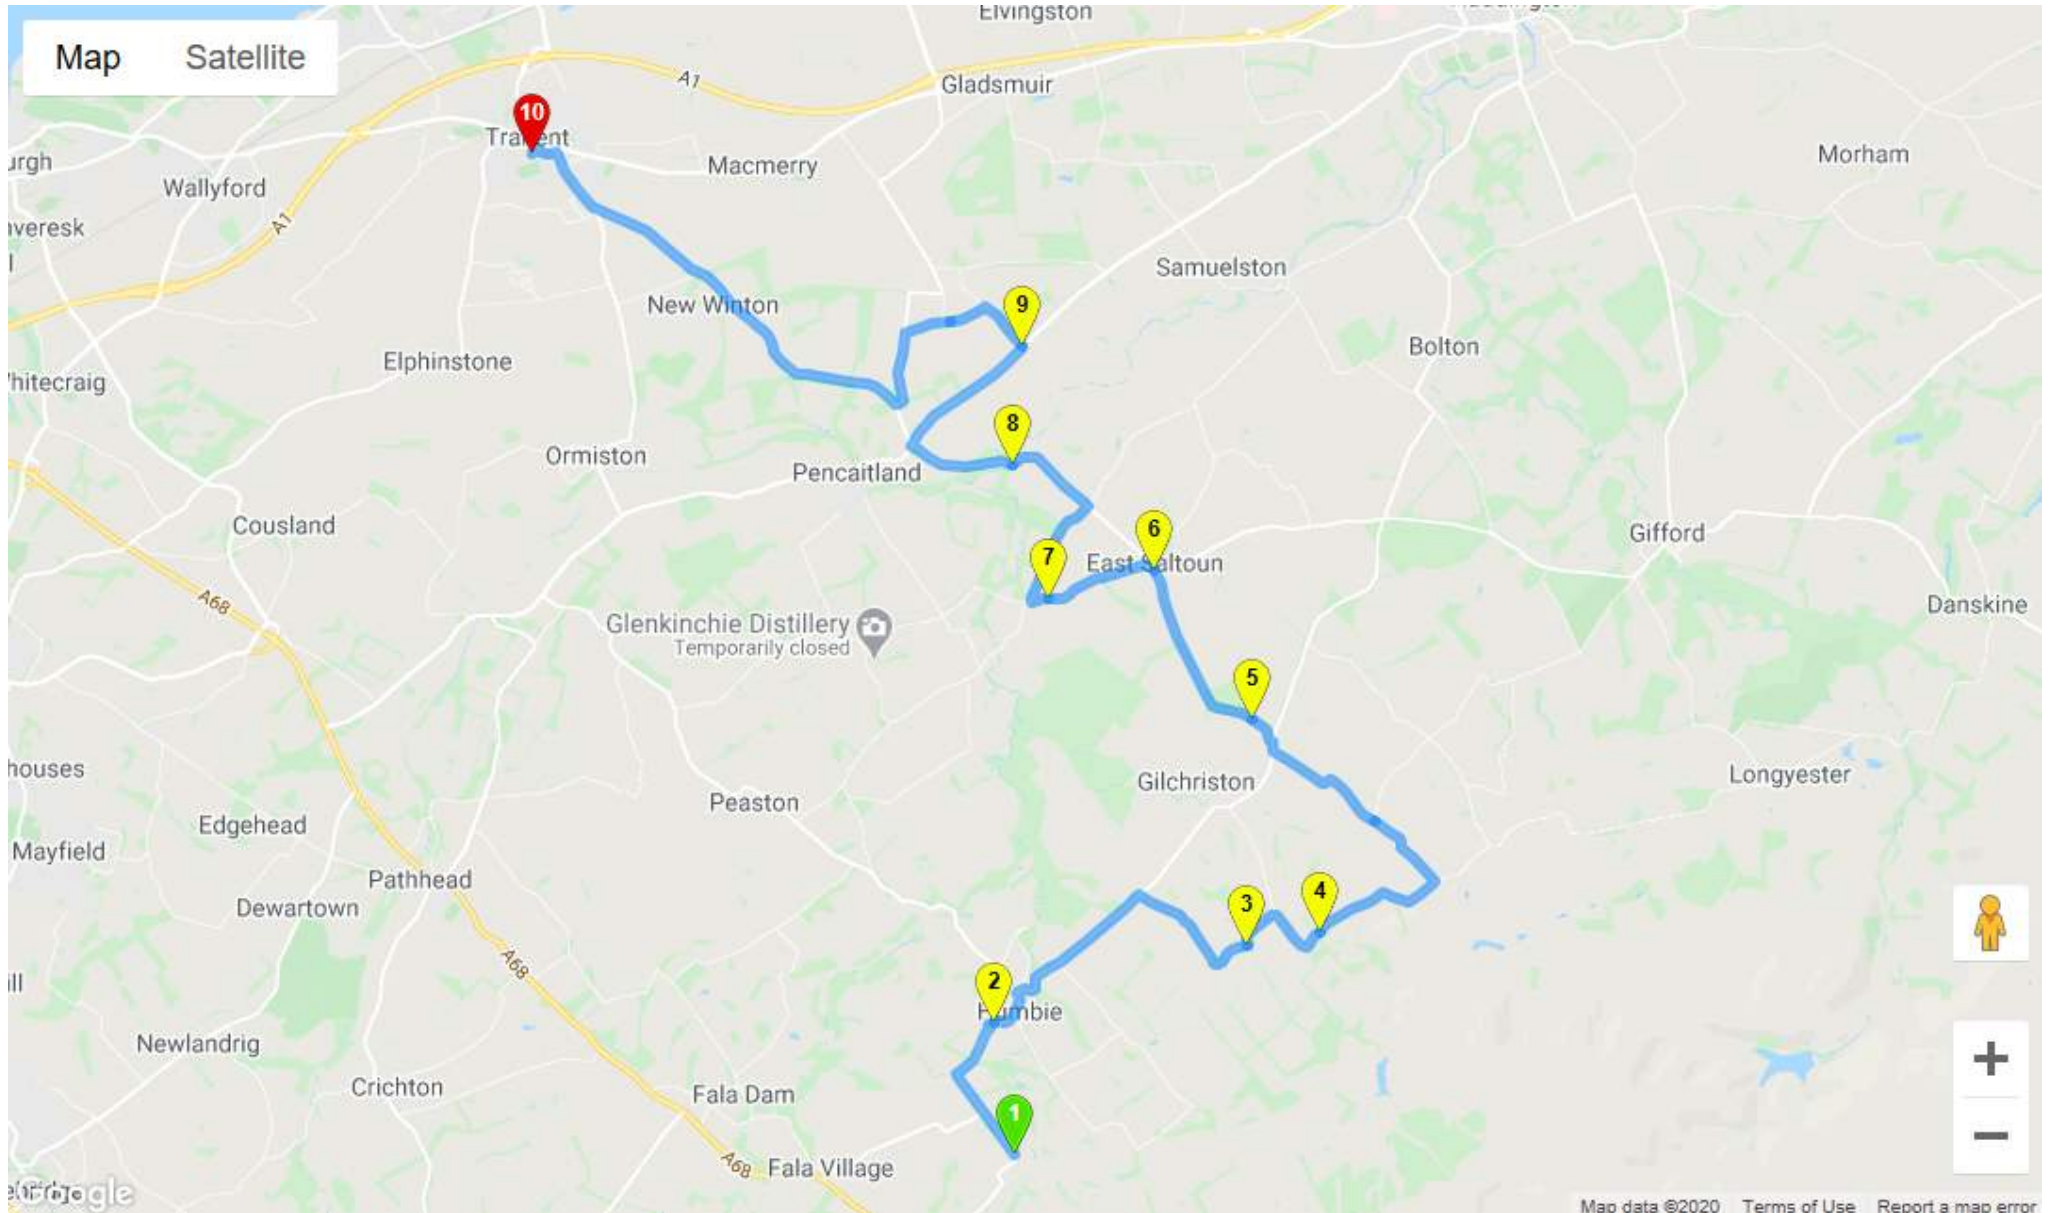 Elvingston
Map
Satellite
A1
Gladsmuir
10
Tranent
Macmerry
Morham
Wallyford
A1
Samuelston
9
New Winton
Elphinstone
Bolton
8
Ormiston
Pencaitland
Cousland
6
Gifford
7
East Saltoun
A68
Danskine
Glenkinchie Distillery
Temporarily closed
5
houses
Gilchriston
Longyester
Peaston
Edgehead
Mayfield
Pathhead
4
3
Dewartown
A68
2
Humbie
Newlandrig
Crichton
Fala Dam
1
A68
Fala Village
Google
Map data ©2020
Terms of Use
Report a map error